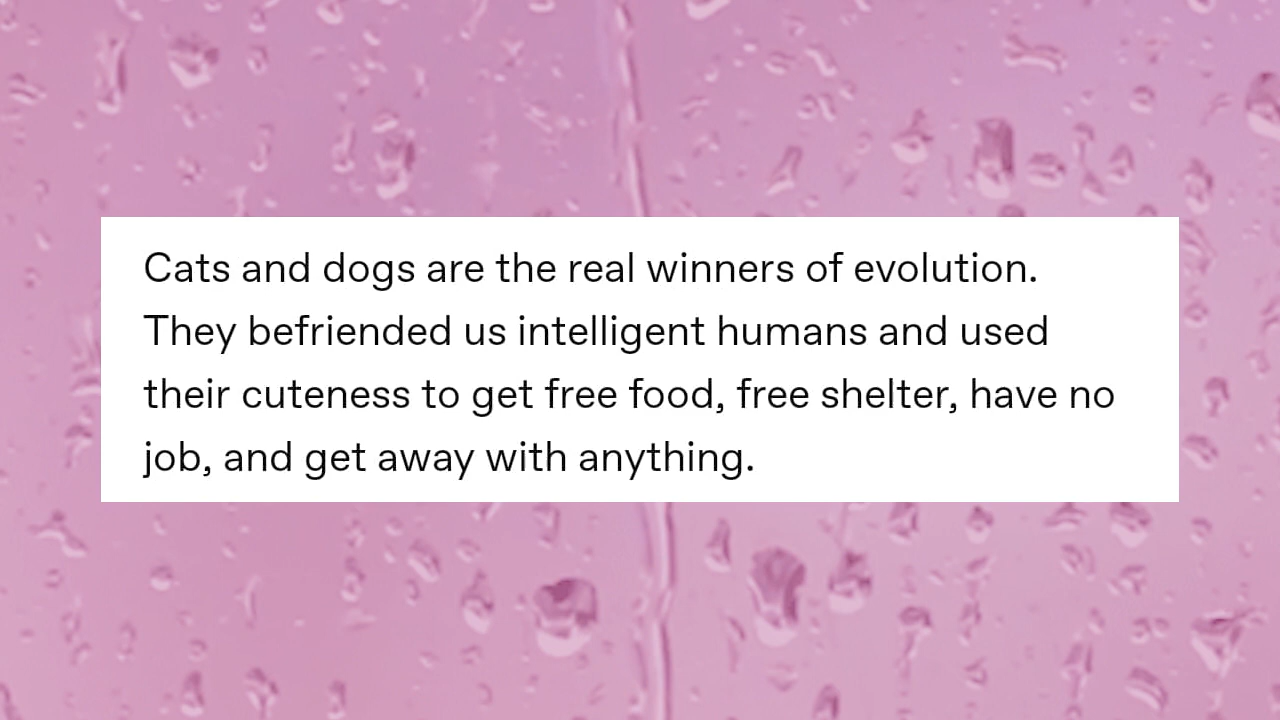 Cats and dogs are the real winners of evolution.
They befriended us intelligent humans and used
their cuteness to get free food, free shelter, have no
job, and get away with anything.